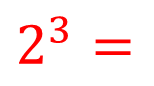 2³ =